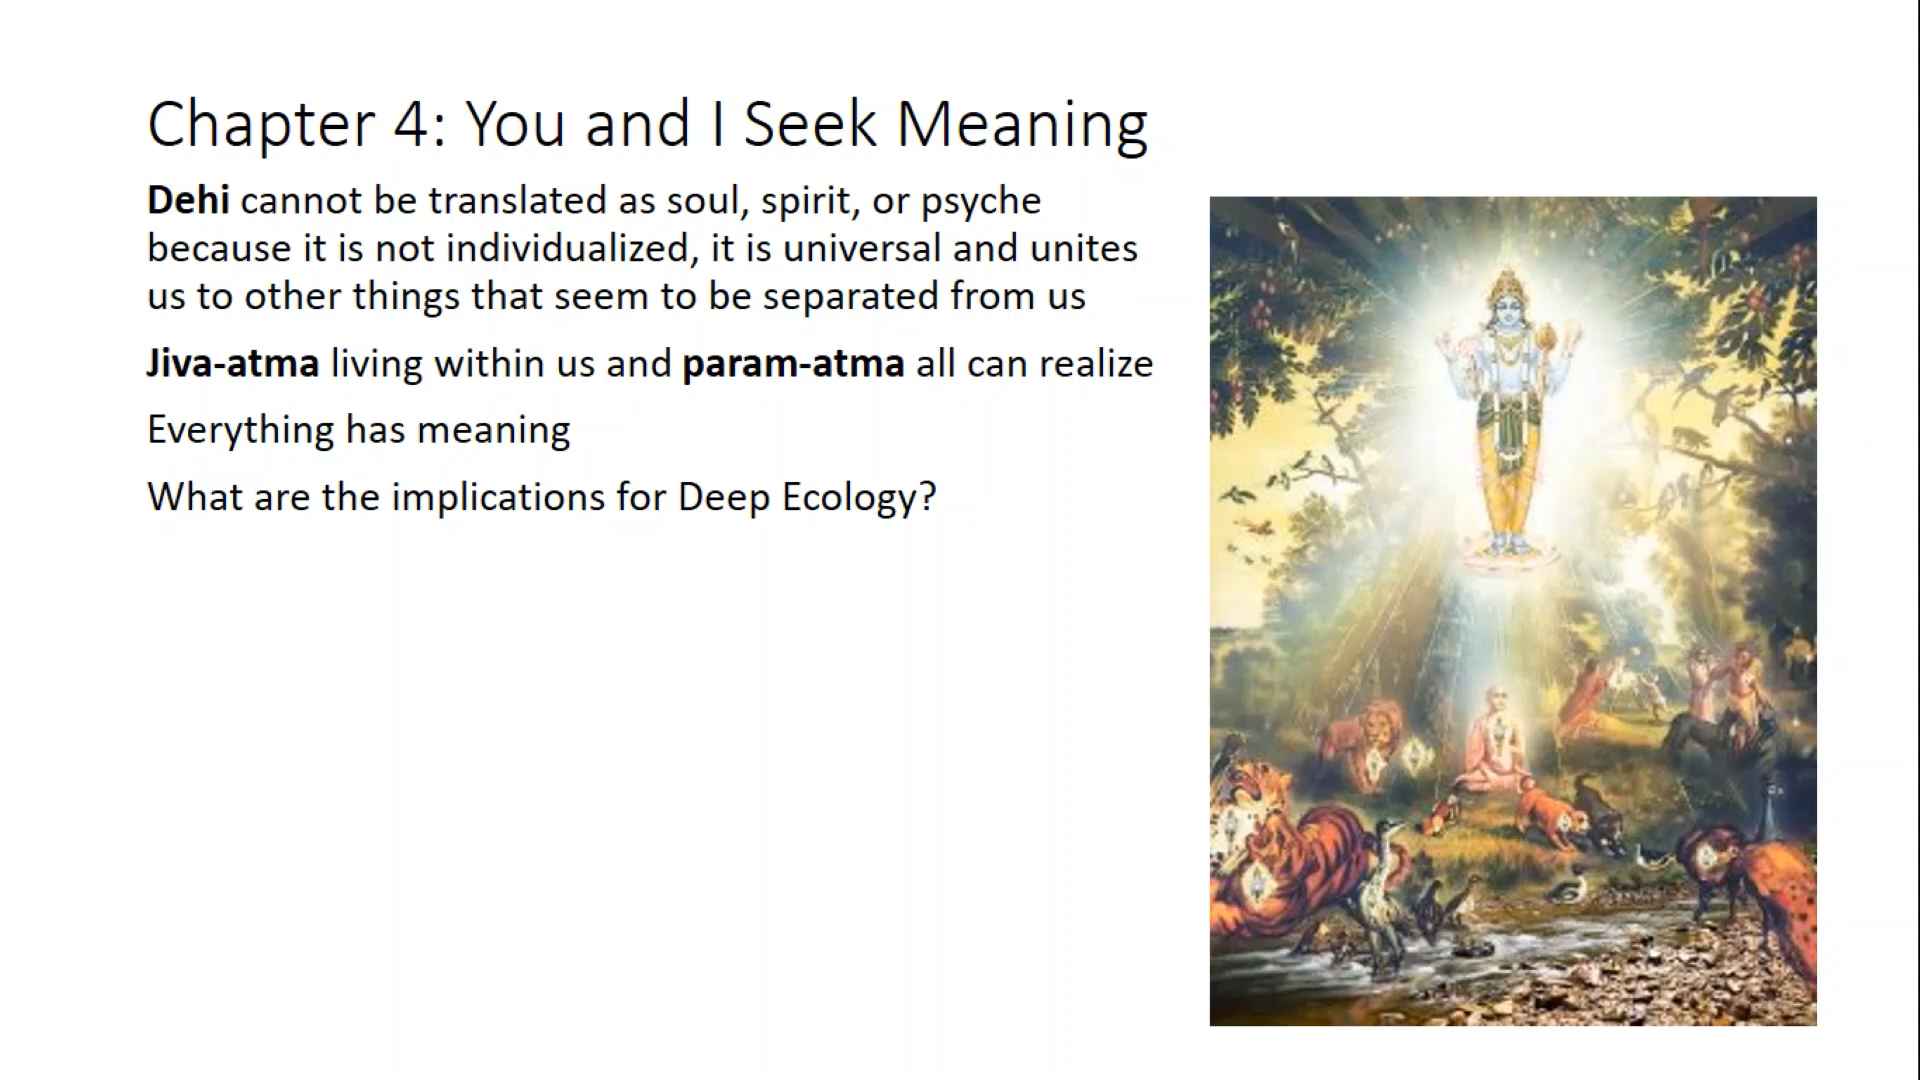 Chapter 4: You and I Seek Meaning
Dehi cannot be translated as soul, spirit, or psyche
because it is not individualized, it is universal and unites
us to other things that seem to be separated from us
Jiva-atma living within us and param-atma all can realize
Everything has meaning
What are the implications for Deep Ecology?